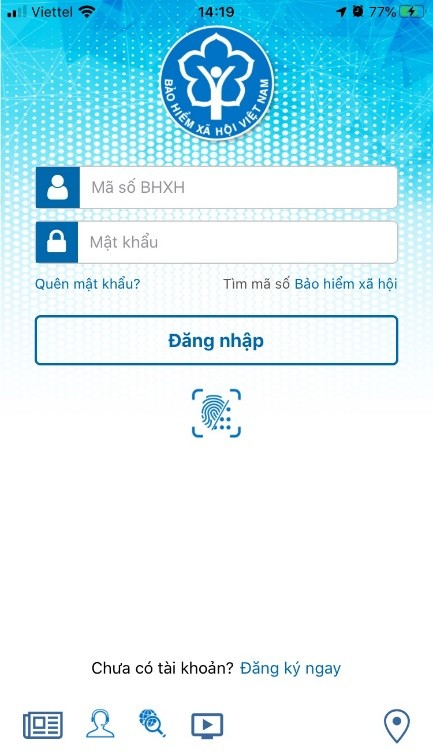 Viettel 14:19 77%
BẢO HIỂM XÃ HỘI VIỆT NAM
Mã số BHXH
Mật khẩu
Quên mật khẩu? Tìm mã số Bảo hiểm xã hội
Đăng nhập
Chưa có tài khoản? Đăng ký ngay